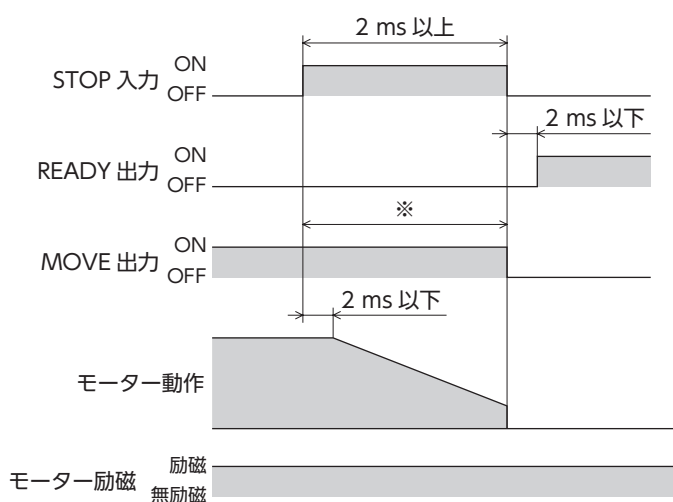 2 ms 以上
STOP 入力 ON
OFF
2 ms 以下
READY 出力 ON
OFF
※
MOVE 出力 ON
OFF
2 ms 以下
モーター動作
モーター励磁 励磁
無励磁